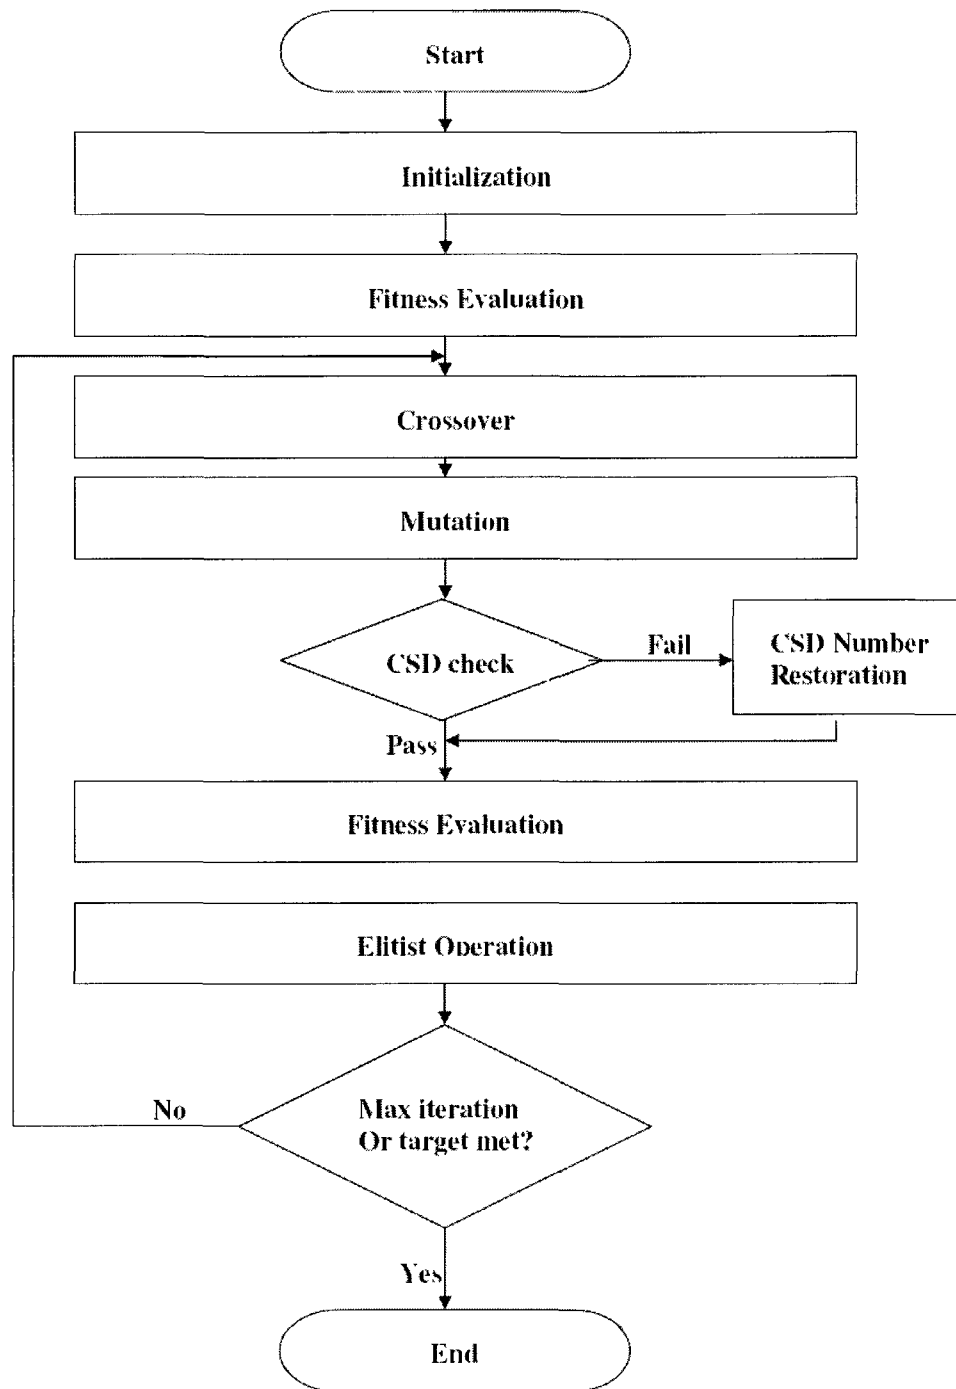 Start
Initialization
Fitness Evaluation
Crossover
Mutation
CSD check
Fail
CSD Number
Restoration
Pass
Fitness Evaluation
Elitist Operation
No
Max iteration
Or target met?
Yes
End